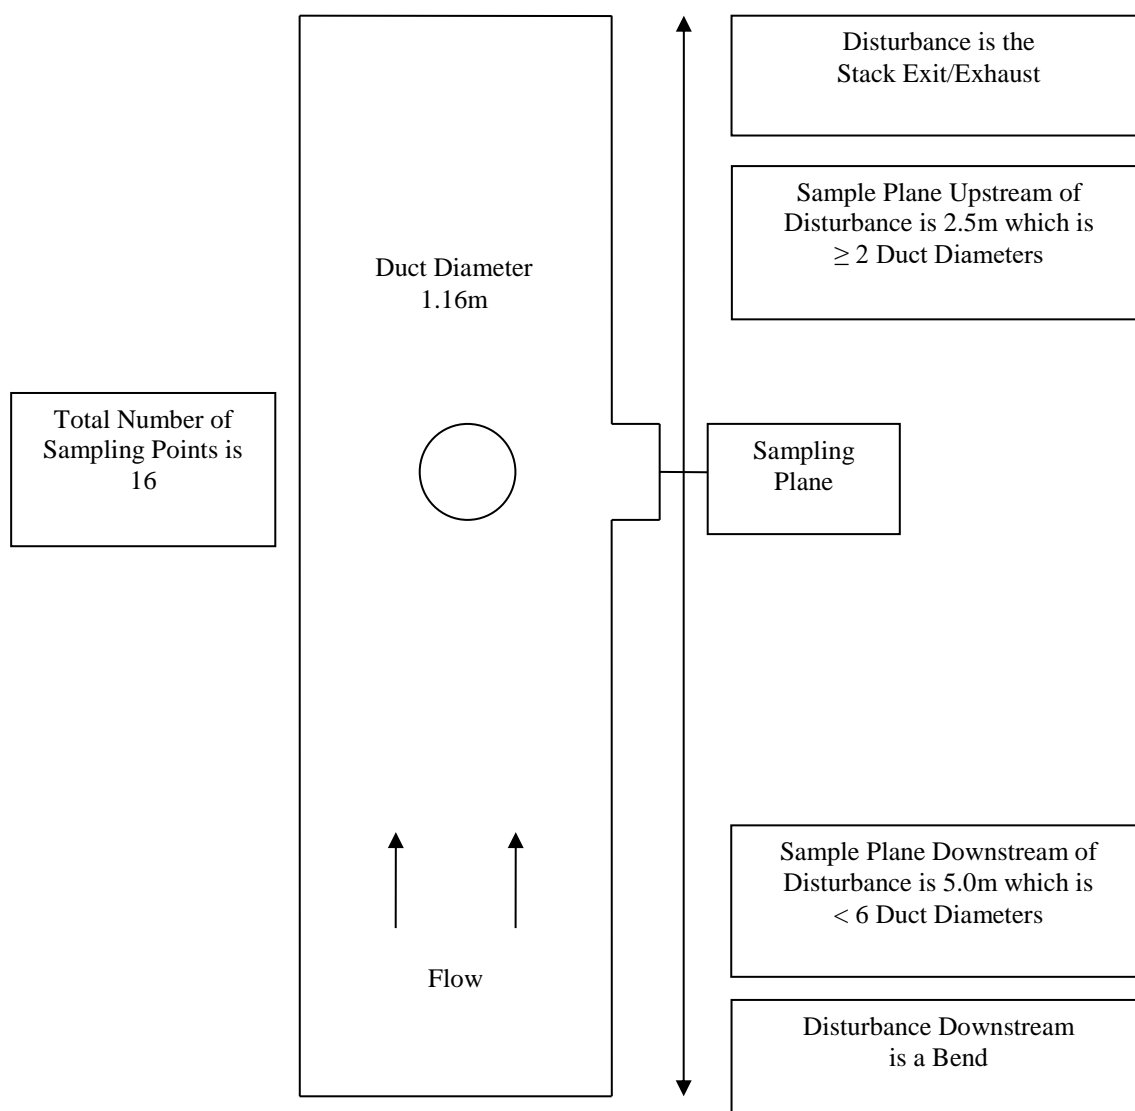 Disturbance is the
Stack Exit/Exhaust
Sample Plane Upstream of
Disturbance is 2.5m which is
≥ 2 Duct Diameters
Duct Diameter
1.16m
Total Number of
Sampling Points is
16
Sampling
Plane
Sample Plane Downstream of
Disturbance is 5.0m which is
< 6 Duct Diameters
Flow
Disturbance Downstream
is a Bend